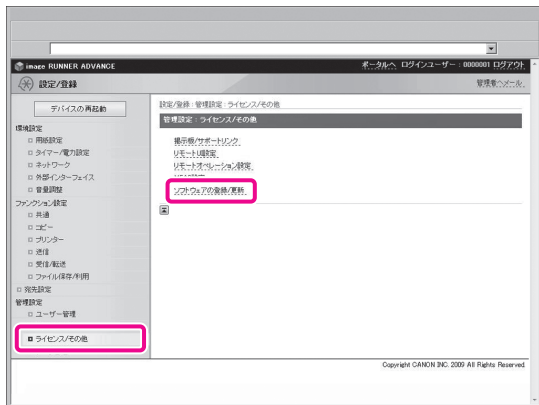 image RUNNER ADVANCE
ポータルへ ログインユーザー : 0000001 ログアウト
設定/登録
管理者へメール
デバイスの再起動
設定/登録 : 管理設定 : ライセンス/その他
管理設定 : ライセンス/その他
環境設定
用紙設定
タイマー/電力設定
ネットワーク
外部インターフェイス
音量調整
ファンクション設定
共通
コピー
プリンター
送信
受信/転送
ファイル保存/利用
宛先設定
管理設定
ユーザー管理
ライセンス/その他
掲示板/サポートリンク
リモートUI設定
リモートオペレーション設定
ソフトウェアの登録/更新
Copyright CANON INC. 2009 All Rights Reserved